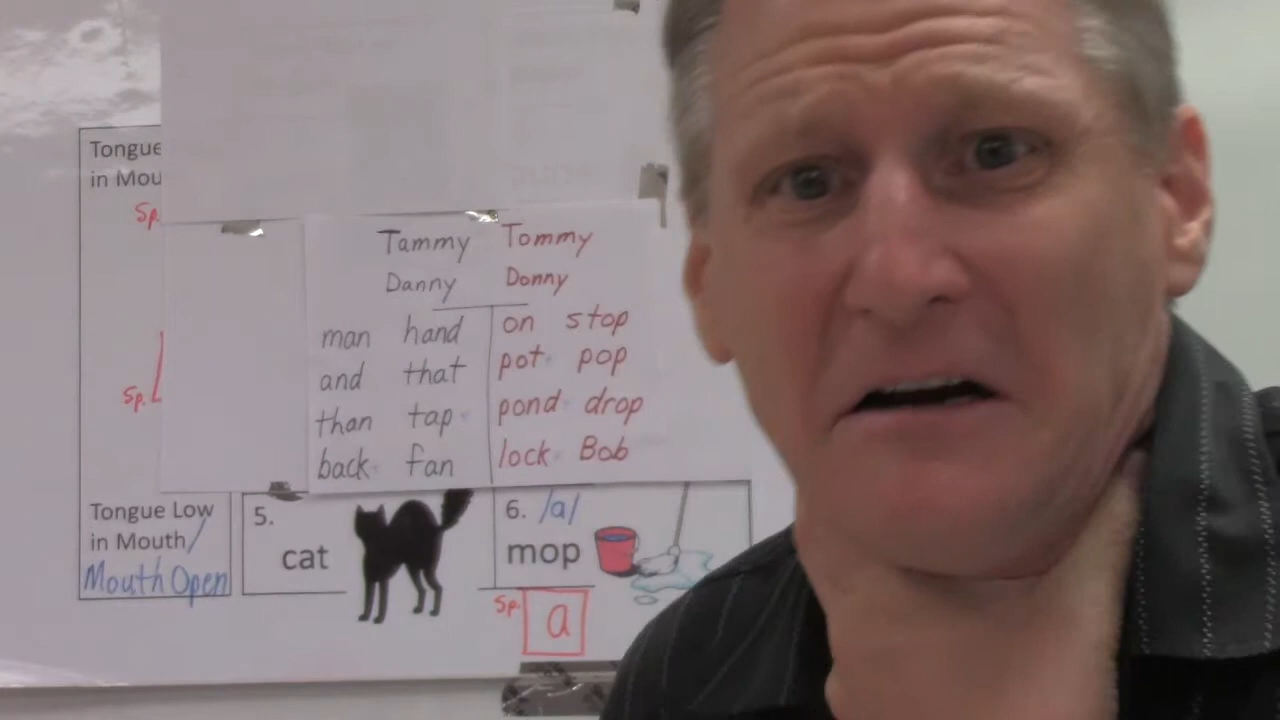 Tongue
in Mou
Sp.
Sp.
Tammy Tommy
Danny Donny
man hand on stop
and that pot pop
than tap pond drop
back fan lock Bob
Tongue Low
in Mouth/
Mouth Open
5.
cat
6. /a/
mop
Sp. a